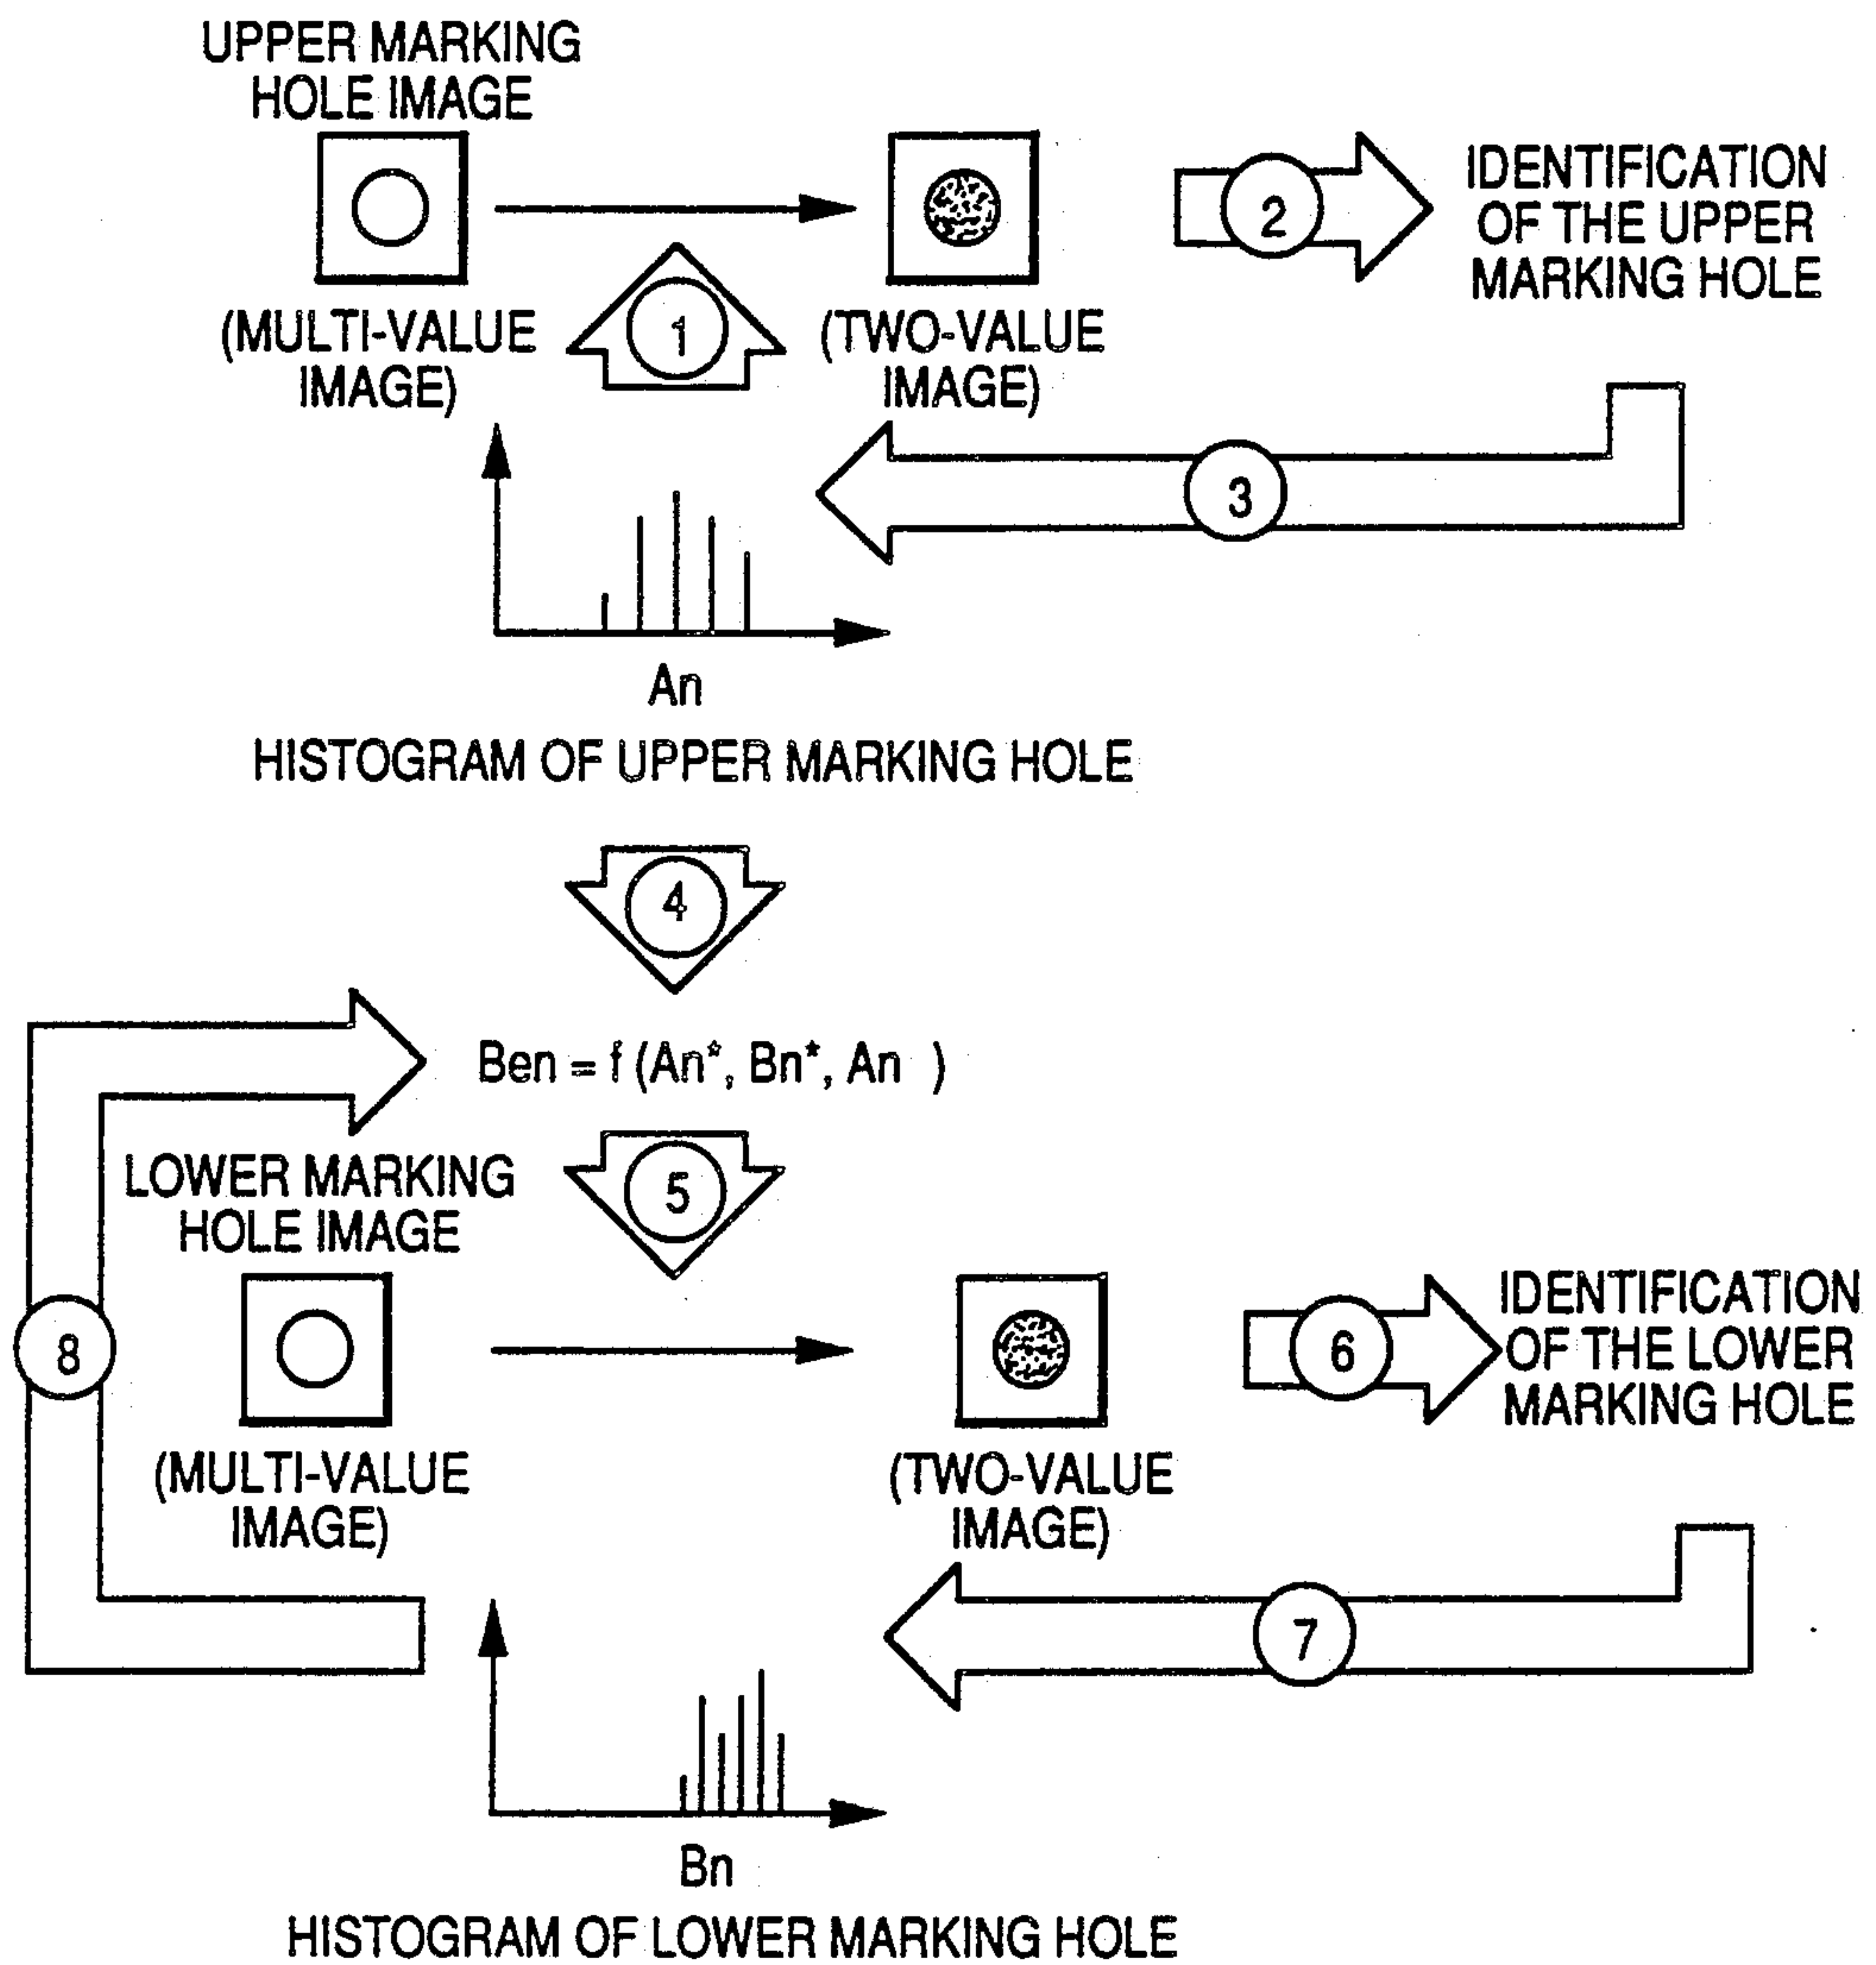 UPPER MARKING
HOLE IMAGE
2
IDENTIFICATION
OF THE UPPER
MARKING HOLE
(MULTI-VALUE
IMAGE)
1
(TWO-VALUE
IMAGE)
3
An
HISTOGRAM OF UPPER MARKING HOLE
4
Ben = f (An*, Bn*, An )
LOWER MARKING
HOLE IMAGE
5
8
6
IDENTIFICATION
OF THE LOWER
MARKING HOLE
(MULTI-VALUE
IMAGE)
(TWO-VALUE
IMAGE)
7
Bn
HISTOGRAM OF LOWER MARKING HOLE